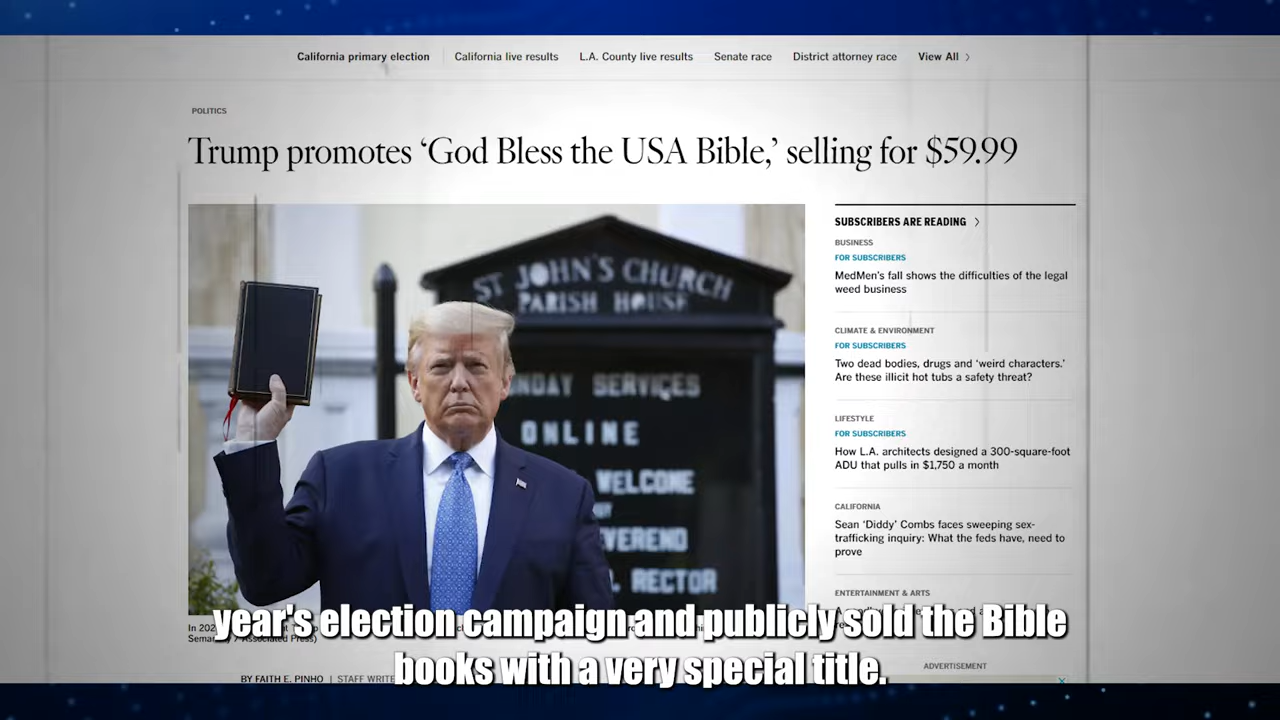 California primary election
California live results
L.A. County live results
Senate race
District attorney race
View All
POLITICS
Trump promotes ‘God Bless the USA Bible,’ selling for $59.99
ST JOHN'S CHURCH
PARISH HOUSE
SERVICES
ONLINE
WELCOME
RECTOR
SUBSCRIBERS ARE READING
BUSINESS
FOR SUBSCRIBERS
MedMen’s fall shows the difficulties of the legal
weed business
CLIMATE & ENVIRONMENT
FOR SUBSCRIBERS
Two dead bodies, drugs and ‘weird characters.’
Are these illicit hot tubs a safety threat?
LIFESTYLE
FOR SUBSCRIBERS
How L.A. architects designed a 300-square-foot
ADU that pulls in $1,750 a month
CALIFORNIA
Sean ‘Diddy’ Combs faces sweeping sex-
trafficking inquiry: What the feds have, need to
prove
ENTERTAINMENT & ARTS
year's election campaign and publicly sold the Bible
books with a very special title.
Associated Press)
ADVERTISEMENT
BY FAITH E. PINHO | STAFF